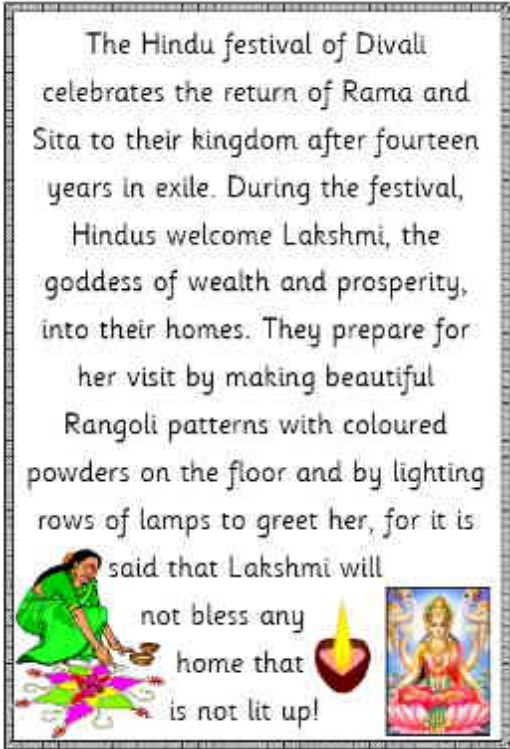 The Hindu festival of Divali
celebrates the return of Rama and
Sita to their kingdom after fourteen
years in exile. During the festival,
Hindus welcome Lakshmi, the
goddess of wealth and prosperity,
into their homes. They prepare for
her visit by making beautiful
Rangoli patterns with coloured
powders on the floor and by lighting
rows of lamps to greet her, for it is
said that Lakshmi will
not bless any
home that
is not lit up!